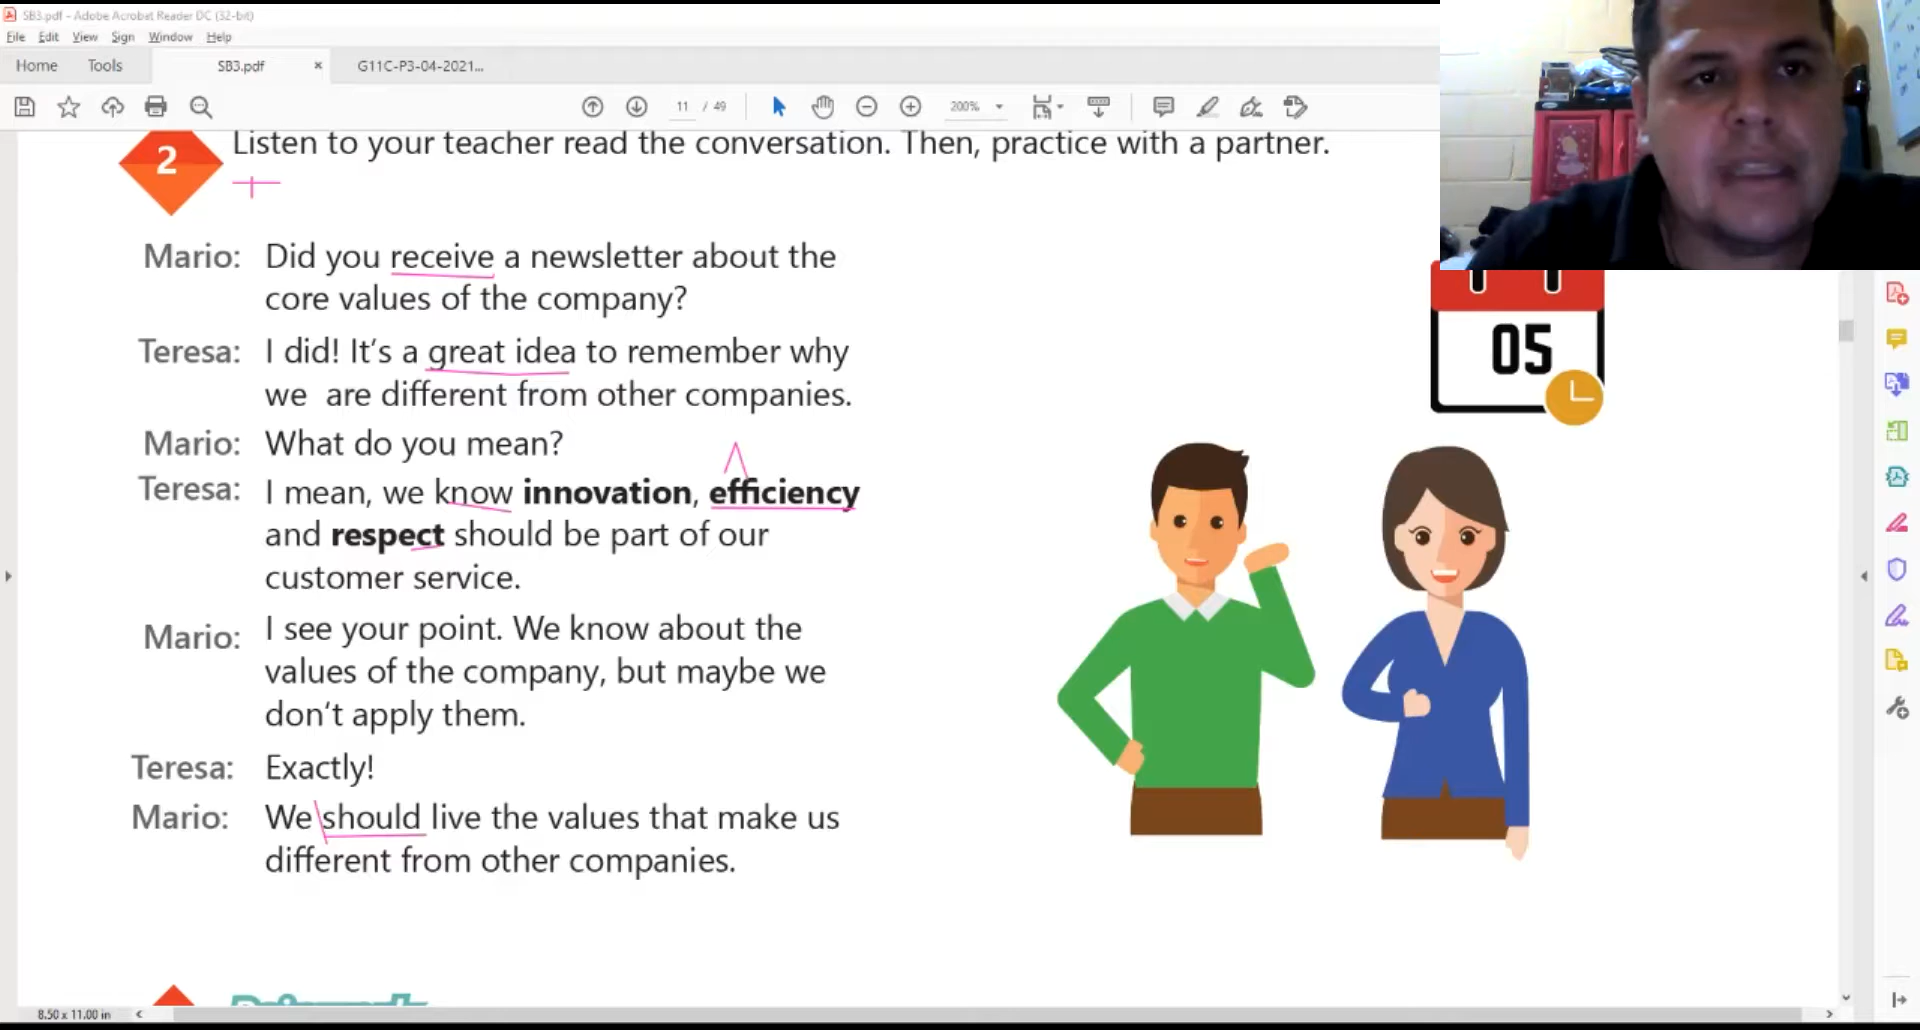 SB3.pdf - Adobe Acrobat Reader DC (32-bit)
File Edit View Sign Window Help
Home Tools SB3.pdf × G11C-P3-04-2021...
11 / 49 200%
2 Listen to your teacher read the conversation. Then, practice with a partner.
Mario: Did you receive a newsletter about the
core values of the company?
Teresa: I did! It's a great idea to remember why
we are different from other companies.
Mario: What do you mean?
Teresa: I mean, we know innovation, efficiency
and respect should be part of our
customer service.
Mario: I see your point. We know about the
values of the company, but maybe we
don't apply them.
Teresa: Exactly!
Mario: We should live the values that make us
different from other companies.
05
8.50 x 11.00 in